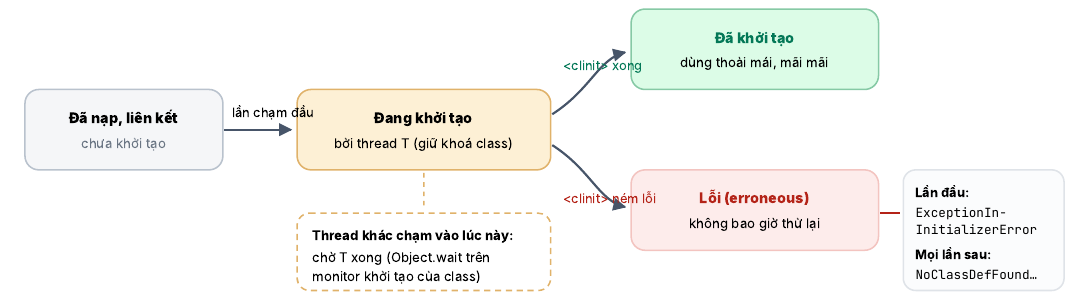 Đã nạp, liên kết
chưa khởi tạo
lần chạm đầu
Đang khởi tạo
bởi thread T (giữ khoá class)
Thread khác chạm vào lúc này:
chờ T xong (Object.wait trên
monitor khởi tạo của class)
<clinit> xong
Đã khởi tạo
dùng thoải mái, mãi mãi
<clinit> ném lỗi
Lỗi (erroneous)
không bao giờ thử lại
Lần đầu:
ExceptionIn-
InitializerError
Mọi lần sau:
NoClassDefFound…